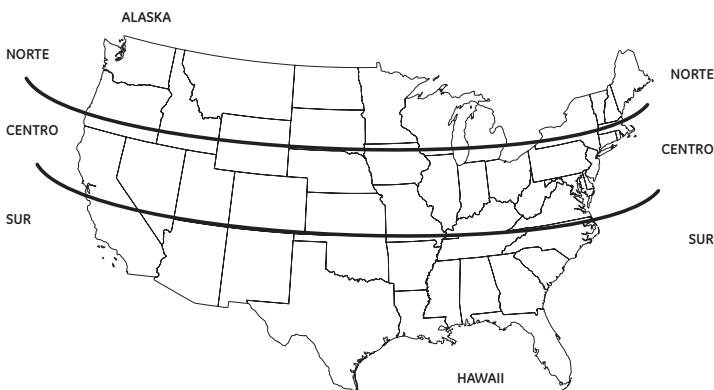 ALASKA
NORTE
NORTE
CENTRO
CENTRO
SUR
SUR
HAWAII